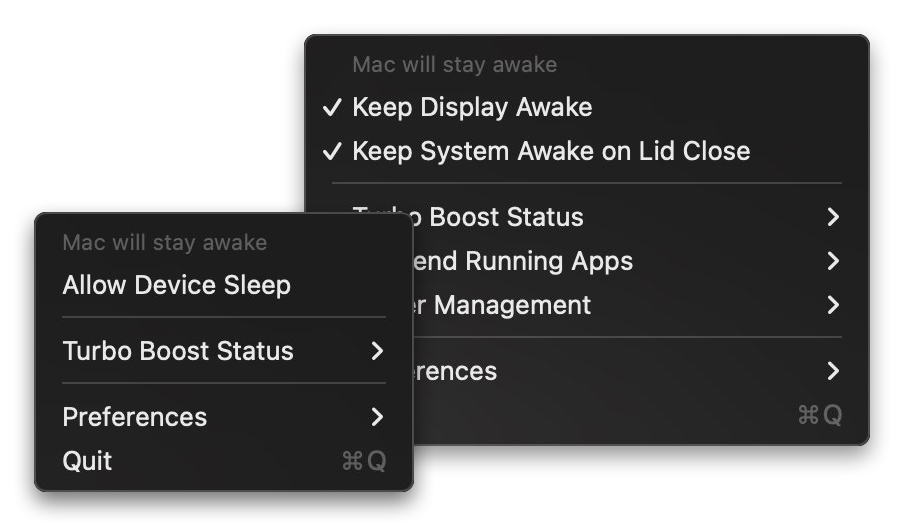 Mac will stay awake
✓ Keep Display Awake
✓ Keep System Awake on Lid Close
Boost Status
Running Apps
Management
⌘Q
Mac will stay awake
Allow Device Sleep
Turbo Boost Status
Preferences
Quit ⌘Q